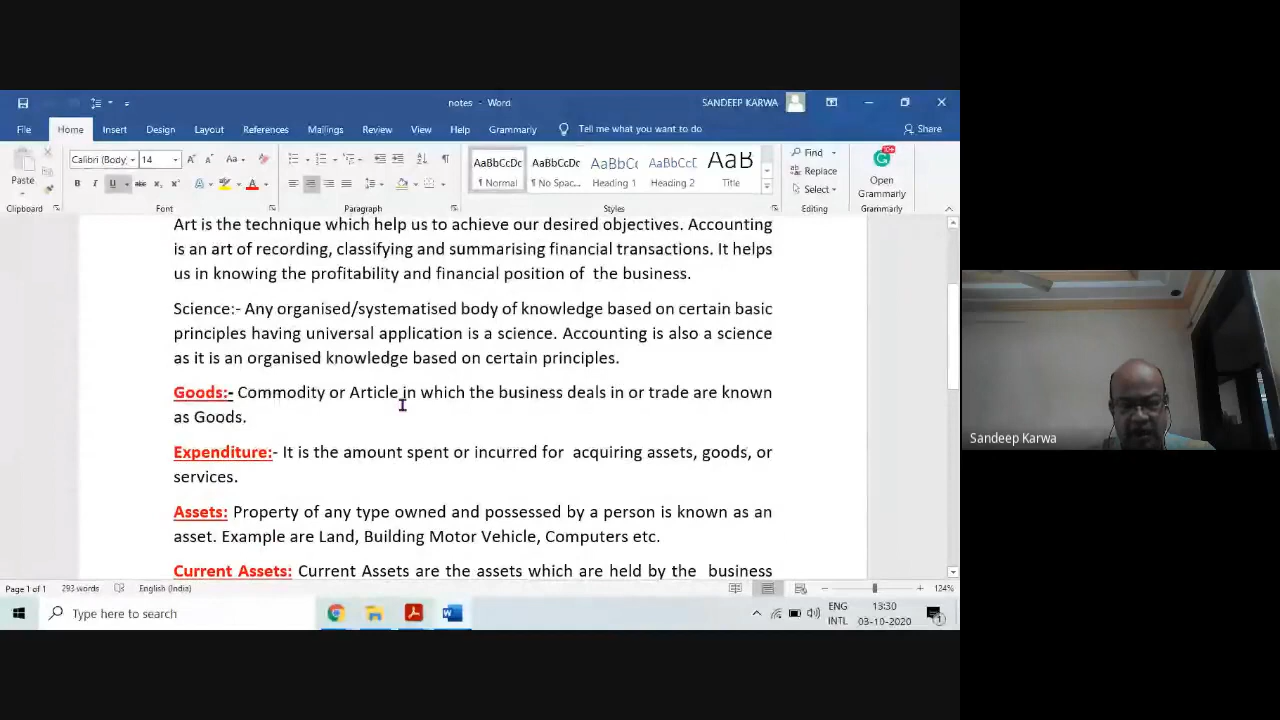 notes - Word
SANDEEP KARWA
File Home Insert Design Layout References Mailings Review View Help Grammarly Tell me what you want to do Share
Paste
Calibri (Body) 14
AaBbCcDc AaBbCcDc AaBbC AaBbCcE AaB
¶ Normal ¶ No Spac... Heading 1 Heading 2 Title
Find
Replace
Select
Open
Grammarly
Clipboard Font Paragraph Styles Editing Grammarly
Art is the technique which help us to achieve our desired objectives. Accounting
is an art of recording, classifying and summarising financial transactions. It helps
us in knowing the profitability and financial position of the business.
Science:- Any organised/systematised body of knowledge based on certain basic
principles having universal application is a science. Accounting is also a science
as it is an organised knowledge based on certain principles.
Goods:- Commodity or Article in which the business deals in or trade are known
as Goods.
Expenditure:- It is the amount spent or incurred for acquiring assets, goods, or
services.
Assets: Property of any type owned and possessed by a person is known as an
asset. Example are Land, Building Motor Vehicle, Computers etc.
Current Assets: Current Assets are the assets which are held by the business
Page 1 of 1 293 words English (India) 124%
Type here to search
ENG
INTL
13:30
03-10-2020
Sandeep Karwa